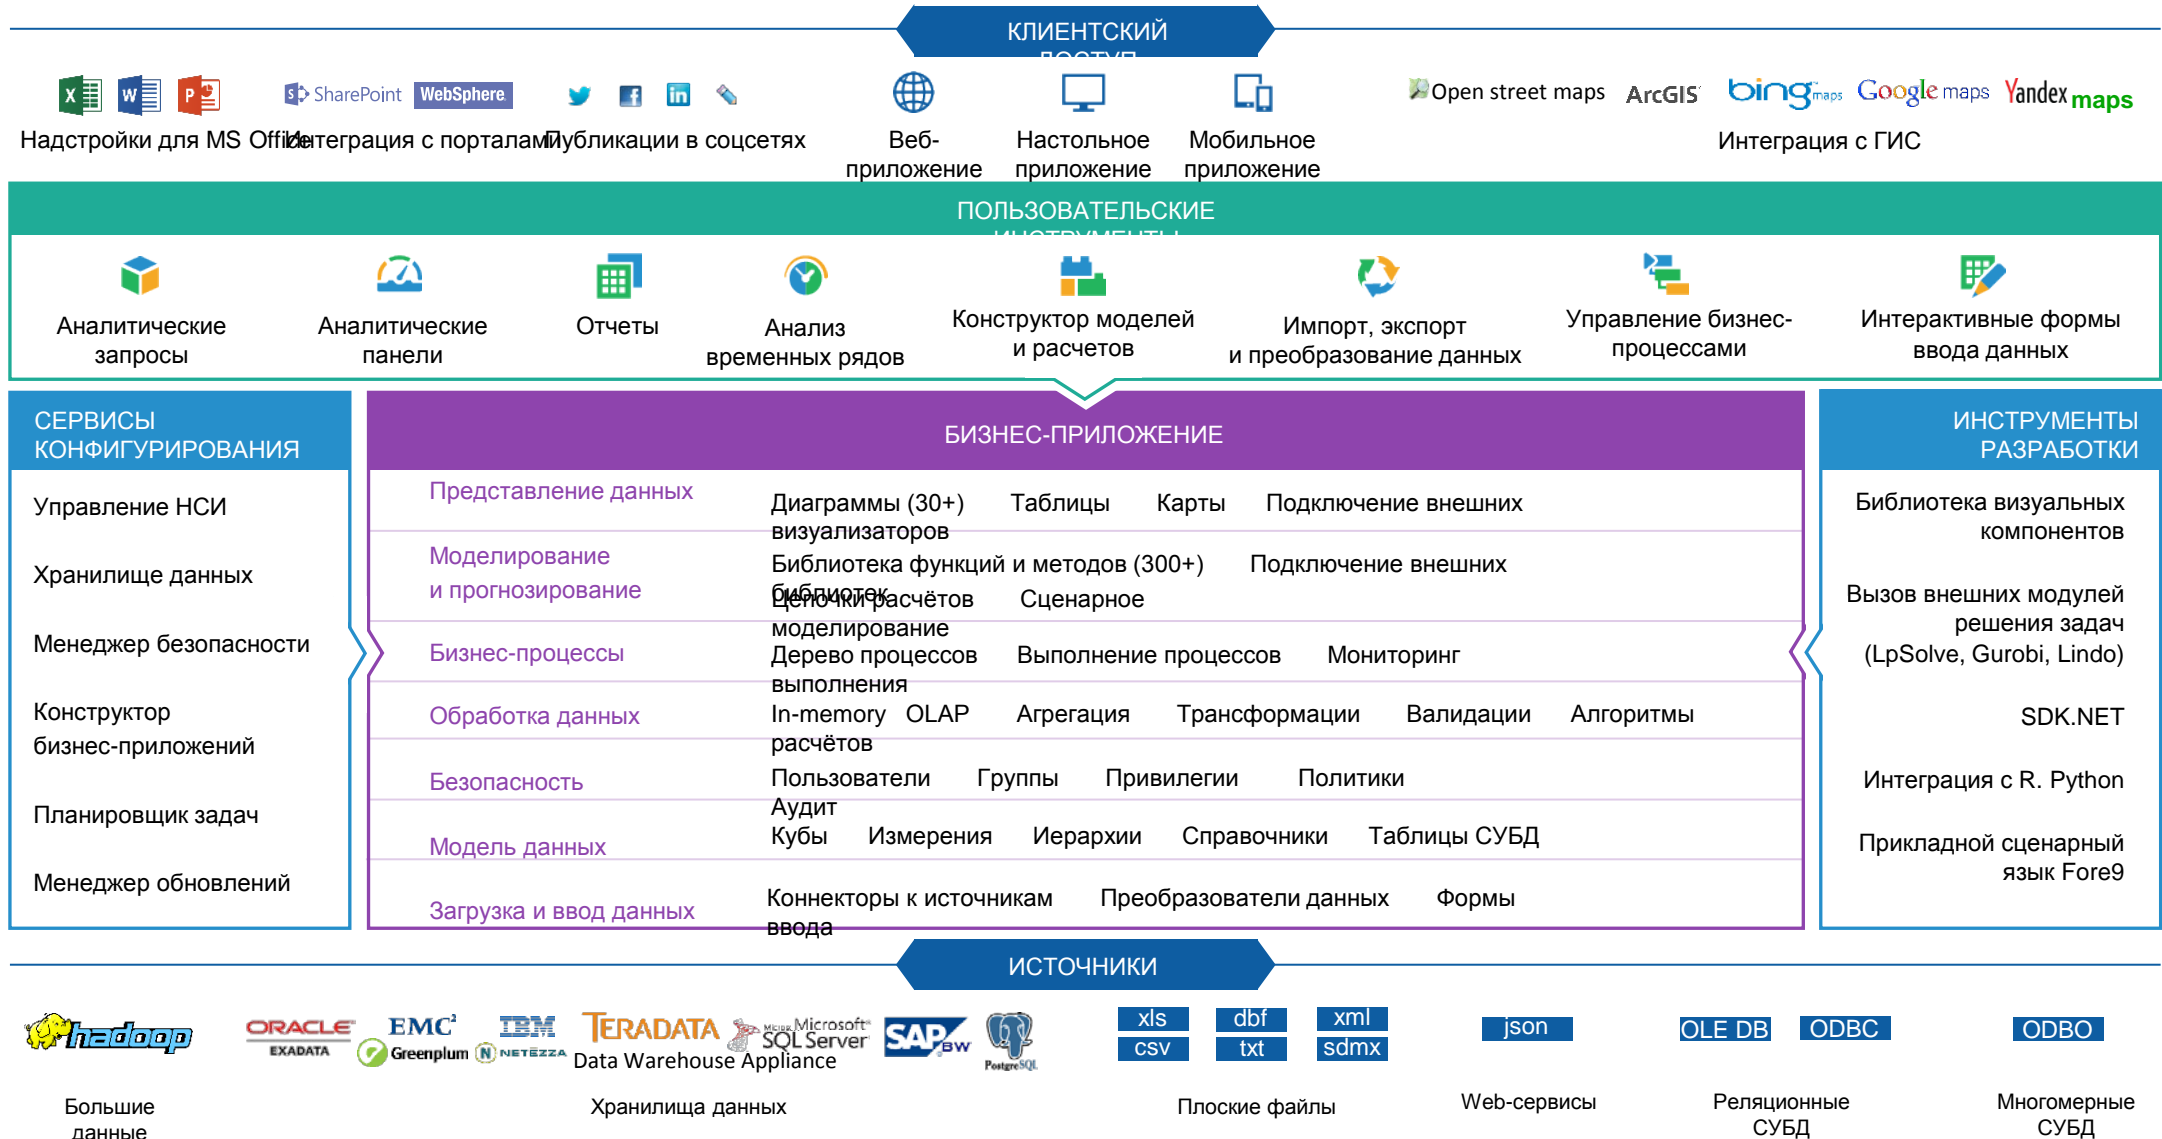 КЛИЕНТСКИЙ
ДОСТУП
SharePoint WebSphere
Open street maps ArcGIS bing maps Google maps Yandex maps
Надстройки для MS Office
Интеграция с порталами
Публикации в соцсетях
Веб-
приложение
Настольное
приложение
Мобильное
приложение
Интеграция с ГИС
ПОЛЬЗОВАТЕЛЬСКИЕ
ИНСТРУМЕНТЫ
Аналитические
запросы
Аналитические
панели
Отчеты
Анализ
временных рядов
Конструктор моделей
и расчетов
Импорт, экспорт
и преобразование данных
Управление бизнес-
процессами
Интерактивные формы
ввода данных
СЕРВИСЫ
КОНФИГУРИРОВАНИЯ
Управление НСИ
Хранилище данных
Менеджер безопасности
Конструктор
бизнес-приложений
Планировщик задач
Менеджер обновлений
БИЗНЕС-ПРИЛОЖЕНИЕ
Представление данных
Диаграммы (30+) Таблицы Карты Подключение внешних
визуализаторов
Моделирование
и прогнозирование
Библиотека функций и методов (300+) Подключение внешних
библиотек
Цепочки расчётов Сценарное
моделирование
Бизнес-процессы
Дерево процессов Выполнение процессов Мониторинг
выполнения
Обработка данных
In-memory OLAP Агрегация Трансформации Валидации Алгоритмы
расчётов
Безопасность
Пользователи Группы Привилегии Политики
Аудит
Модель данных
Кубы Измерения Иерархии Справочники Таблицы СУБД
Загрузка и ввод данных
Коннекторы к источникам Преобразователи данных Формы
ввода
ИНСТРУМЕНТЫ
РАЗРАБОТКИ
Библиотека визуальных
компонентов
Вызов внешних модулей
решения задач
(LpSolve, Gurobi, Lindo)
SDK.NET
Интеграция с R. Python
Прикладной сценарный
язык Fore9
ИСТОЧНИКИ
hadoop
ORACLE
EXADATA
EMC²
Greenplum
IBM
NETEZZA
TERADATA
Data Warehouse Appliance
Microsoft
SQL Server
SAP BW
PostgreSQL
xls dbf xml
csv txt sdmx
json
OLE DB ODBC
ODBO
Большие
данные
Хранилища данных
Плоские файлы
Web-сервисы
Реляционные
СУБД
Многомерные
СУБД